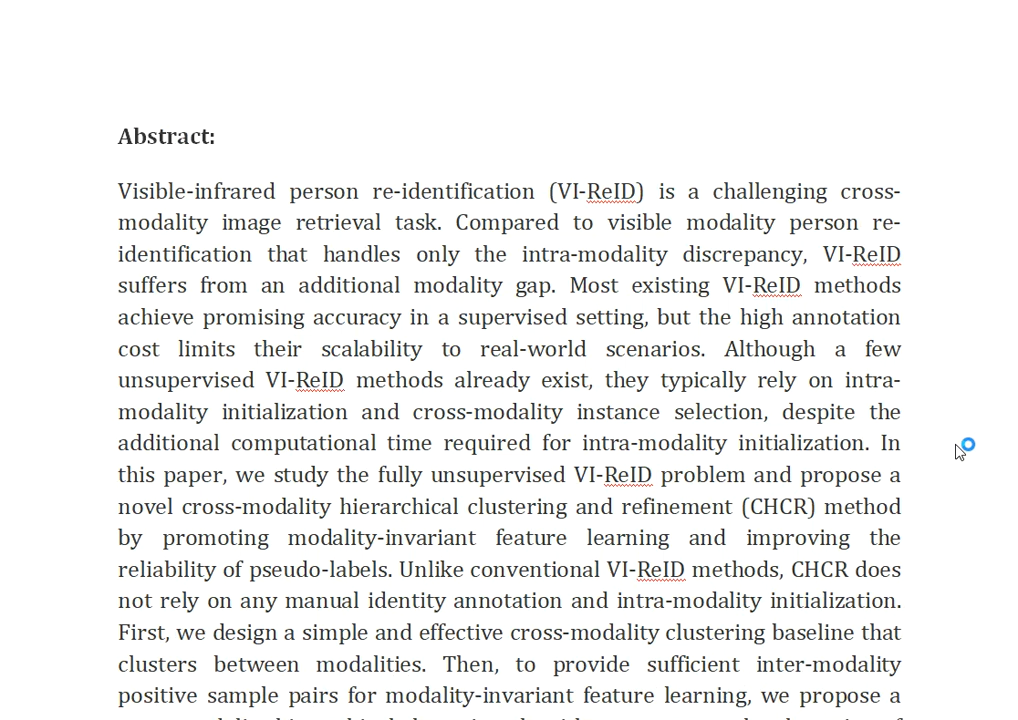 Abstract:
Visible-infrared person re-identification (VI-ReID) is a challenging cross-
modality image retrieval task. Compared to visible modality person re-
identification that handles only the intra-modality discrepancy, VI-ReID
suffers from an additional modality gap. Most existing VI-ReID methods
achieve promising accuracy in a supervised setting, but the high annotation
cost limits their scalability to real-world scenarios. Although a few
unsupervised VI-ReID methods already exist, they typically rely on intra-
modality initialization and cross-modality instance selection, despite the
additional computational time required for intra-modality initialization. In
this paper, we study the fully unsupervised VI-ReID problem and propose a
novel cross-modality hierarchical clustering and refinement (CHCR) method
by promoting modality-invariant feature learning and improving the
reliability of pseudo-labels. Unlike conventional VI-ReID methods, CHCR does
not rely on any manual identity annotation and intra-modality initialization.
First, we design a simple and effective cross-modality clustering baseline that
clusters between modalities. Then, to provide sufficient inter-modality
positive sample pairs for modality-invariant feature learning, we propose a